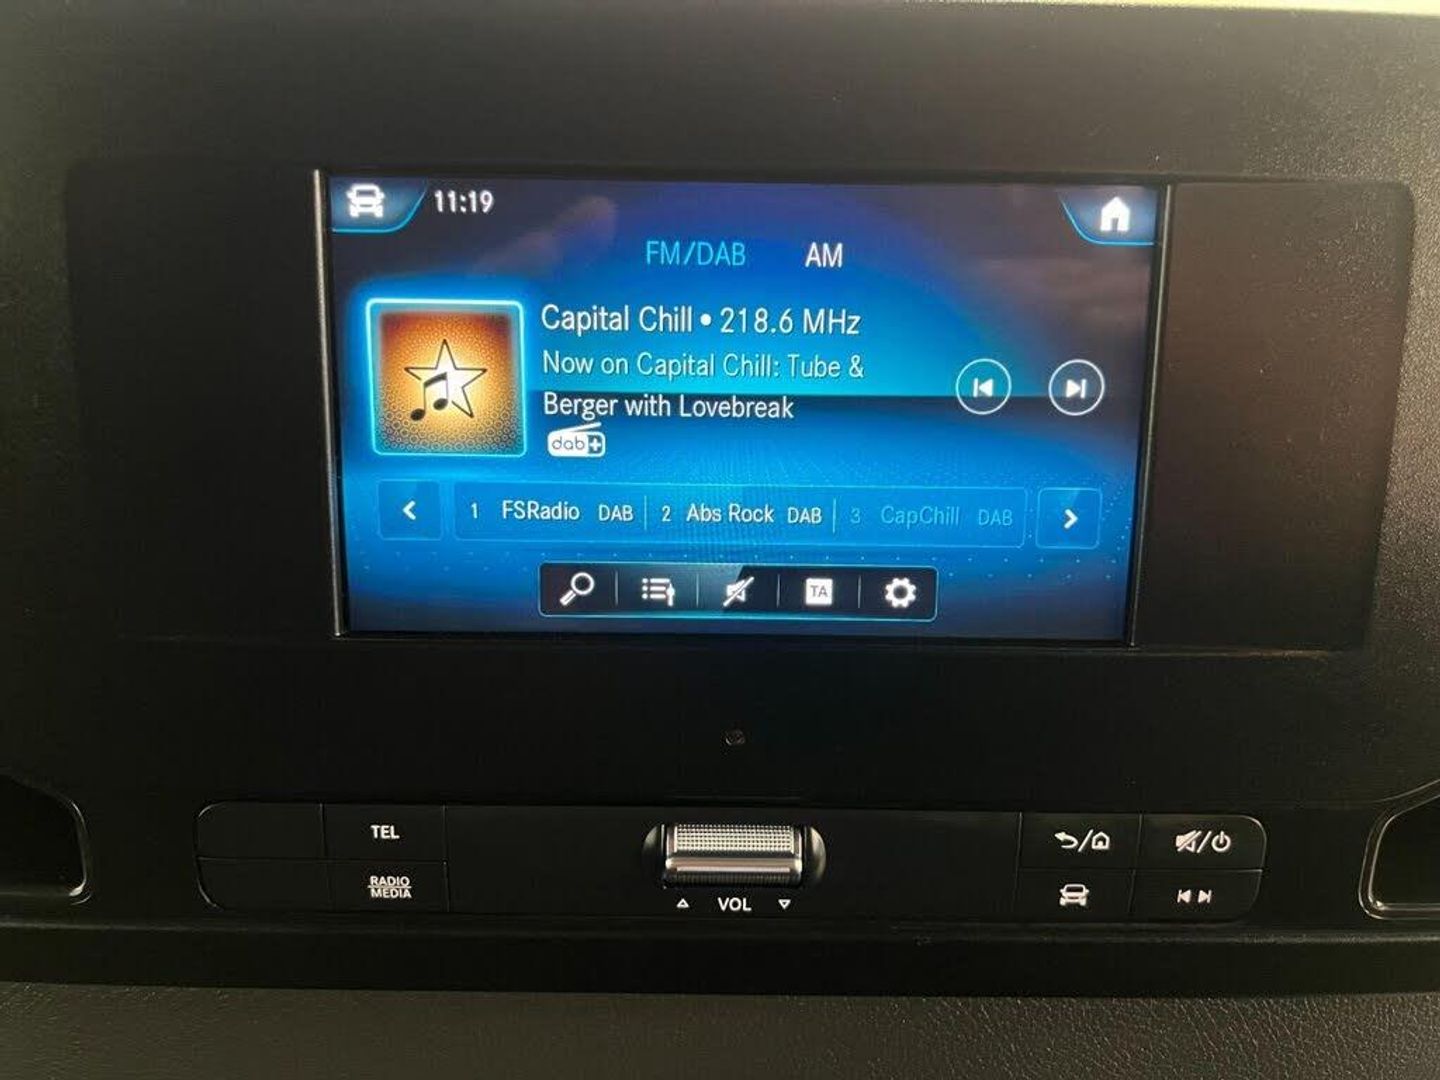 11:19
FM/DAB AM
Capital Chill • 218.6 MHz
Now on Capital Chill: Tube &
Berger with Lovebreak
dab+
1 FSRadio DAB 2 Abs Rock DAB 3 CapChill DAB
TA
TEL
RADIO
MEDIA
VOL